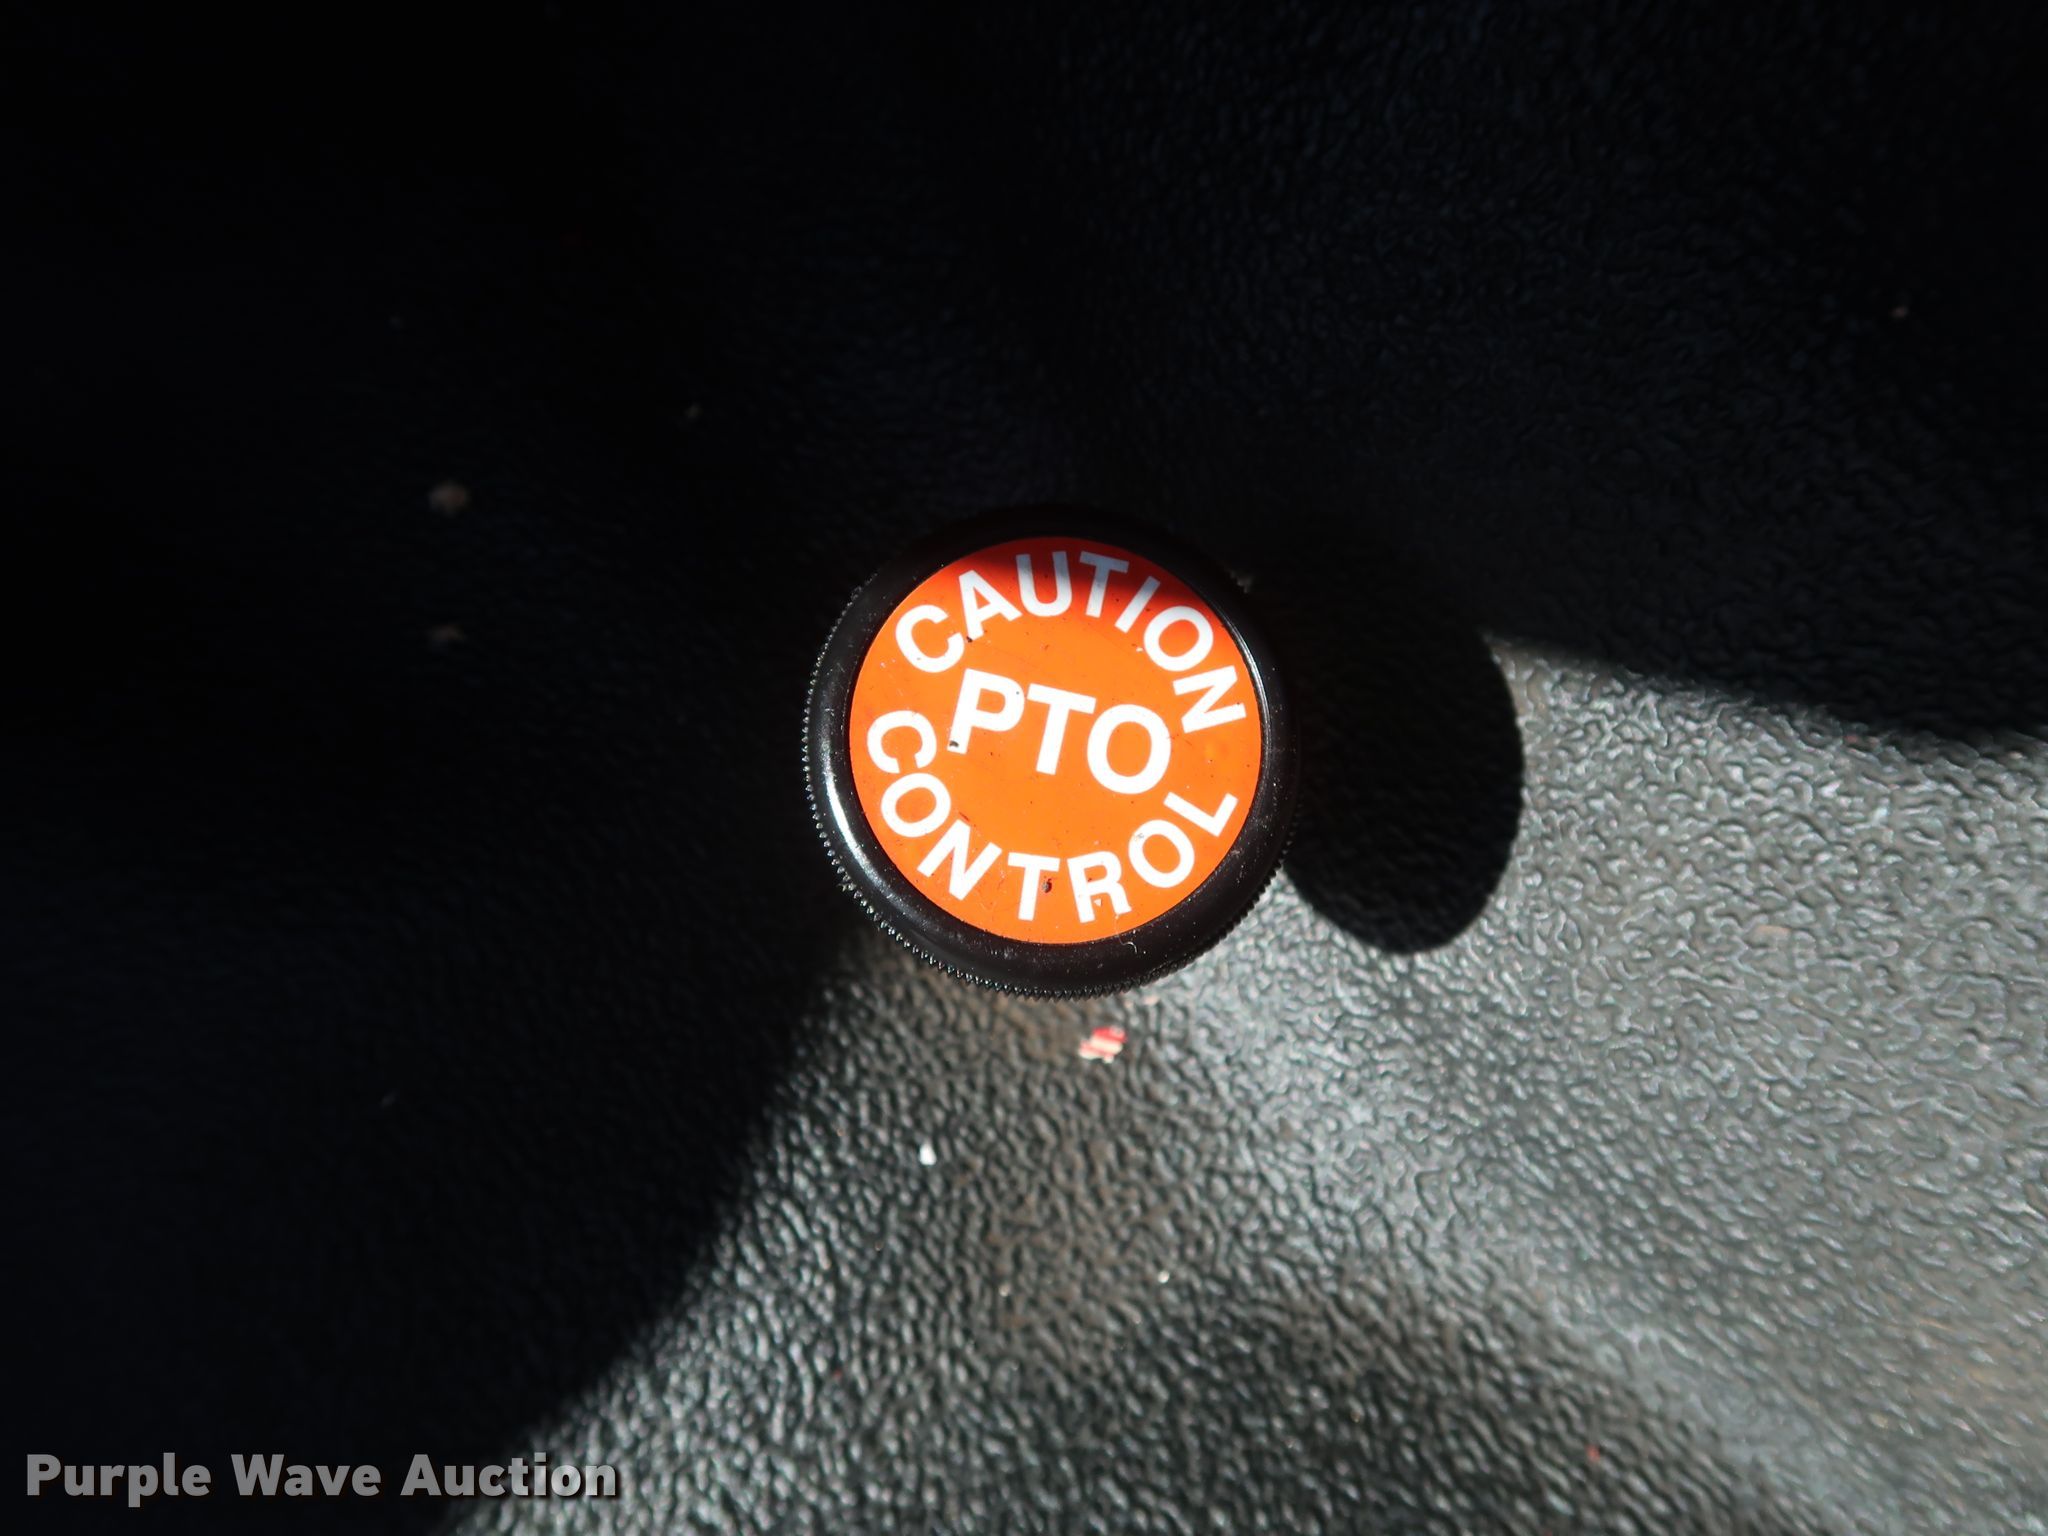 CAUTION
PTO
CONTROL
Purple Wave Auction